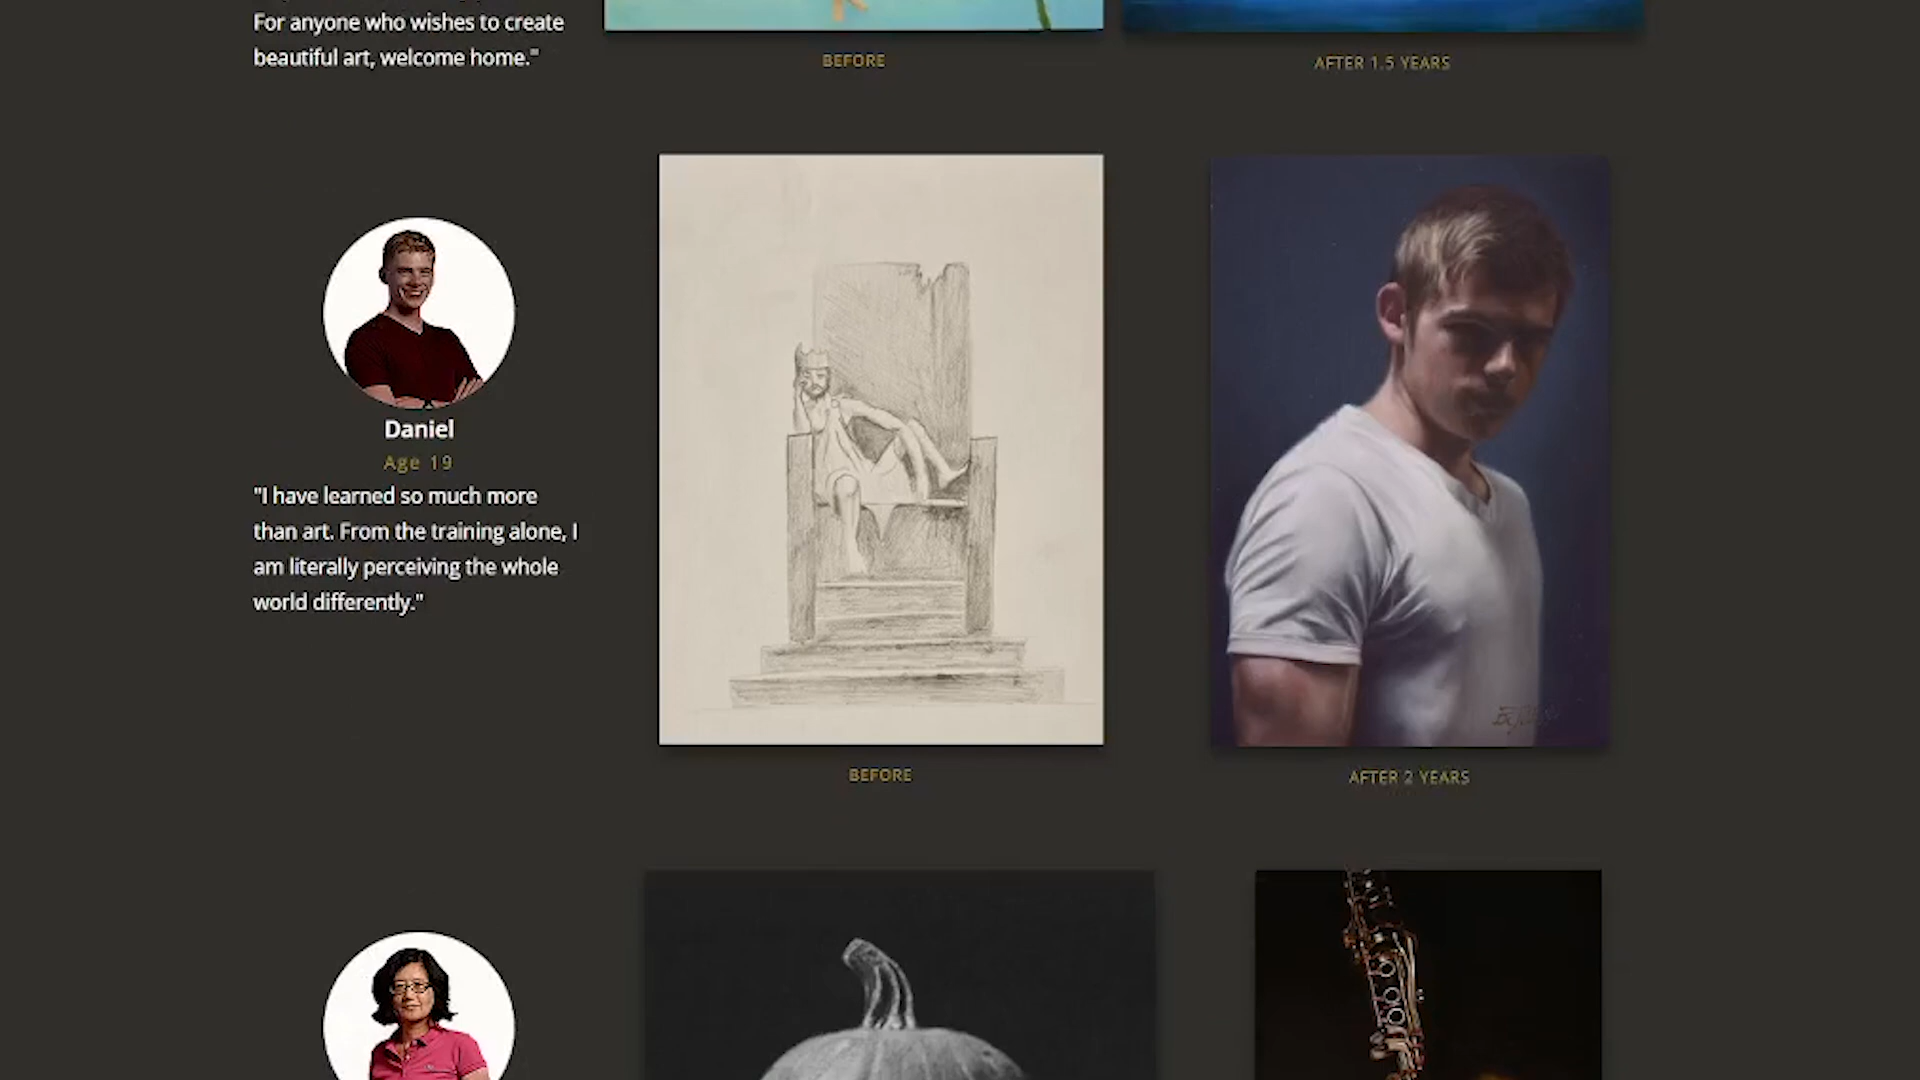 For anyone who wishes to create
beautiful art, welcome home."
BEFORE
AFTER 1.5 YEARS
Daniel
Age 19
"I have learned so much more
than art. From the training alone, I
am literally perceiving the whole
world differently."
BEFORE
AFTER 2 YEARS